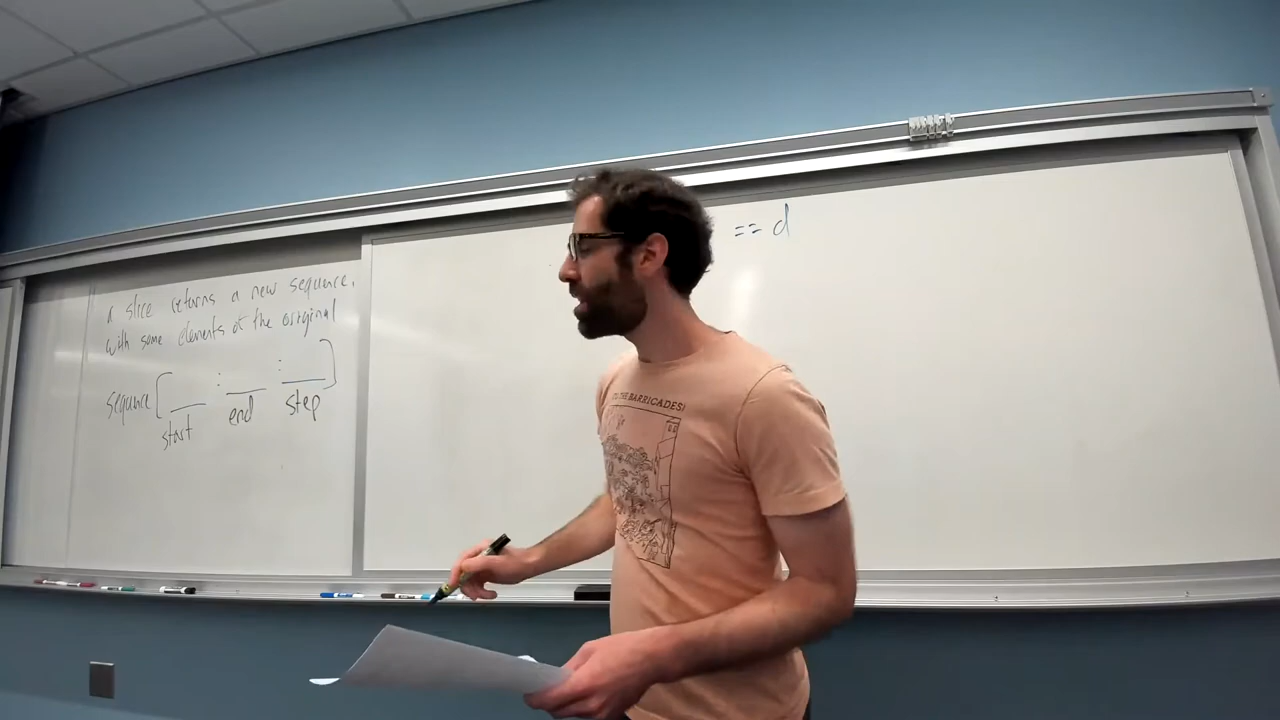 a slice returns a new sequence,
with some elements of the original
sequence[ ___ : ___ : ___ ]
start end step
== d
TO THE BARRICADES!